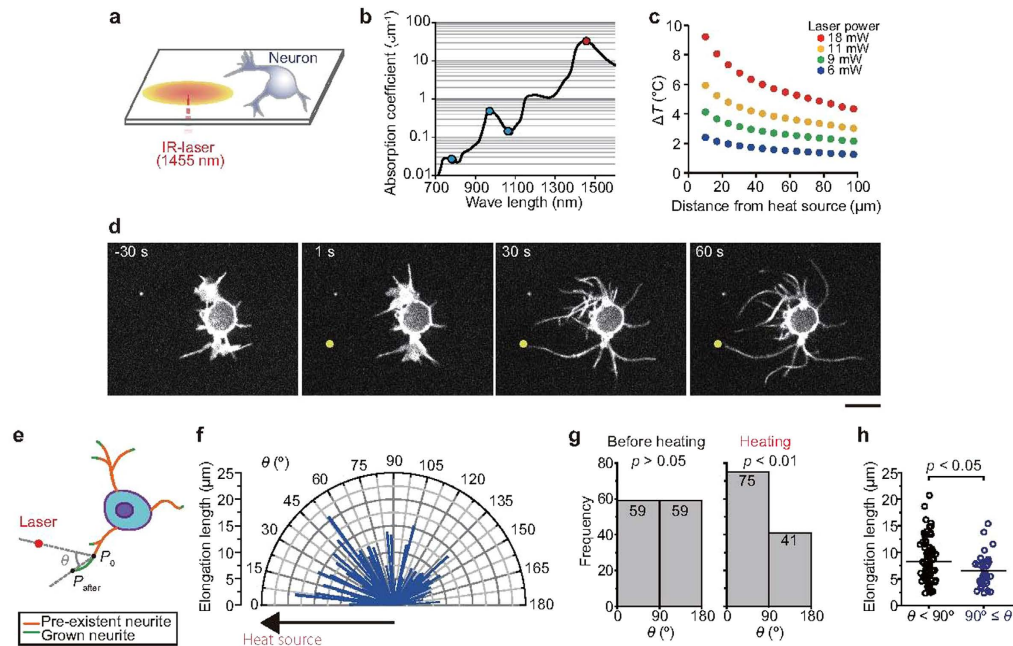 a
Neuron
IR-laser
(1455 nm)
b
Absorption coefficient (cm⁻¹)
100
10
1
0.1
0.01
700 900 1100 1300 1500
Wave length (nm)
c
Laser power
18 mW
11 mW
9 mW
6 mW
ΔT (°C)
10
8
6
4
2
0
0 20 40 60 80 100
Distance from heat source (µm)
d
-30 s
1 s
30 s
60 s
e
Laser
θ
P₀
Pafter
Pre-existent neurite
Grown neurite
f
Elongation length (µm)
25
20
15
10
5
0
θ (°)
0 15 30 45 60 75 90 105 120 135 150 165 180
Heat source
g
Before heating
p > 0.05
Heating
p < 0.01
Frequency
80
60
40
20
0
59 59
75
41
0 90 180
θ (°)
0 90 180
θ (°)
h
p < 0.05
Elongation length (µm)
25
20
15
10
5
0
θ < 90°
90° ≤ θ